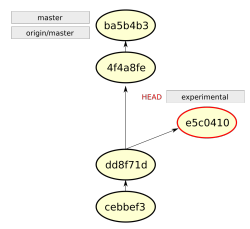 master
ba5b4b3
origin/master
4f4a8fe
HEAD
experimental
e5c0410
dd8f71d
cebbef3